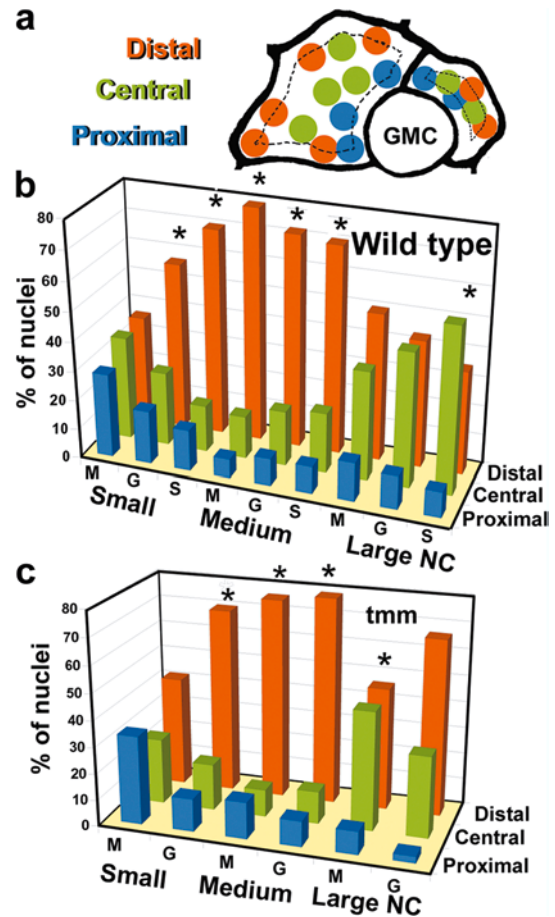 a
Distal
Central
Proximal
GMC
b
* * * * * *
Wild type
80
70
60
50
40
30
20
10
0
% of nuclei
M G S M G S M G S
Small Medium Large NC
Distal
Central
Proximal
c
* * * *
tmm
80
70
60
50
40
30
20
10
0
% of nuclei
M G M G M G
Small Medium Large NC
Distal
Central
Proximal